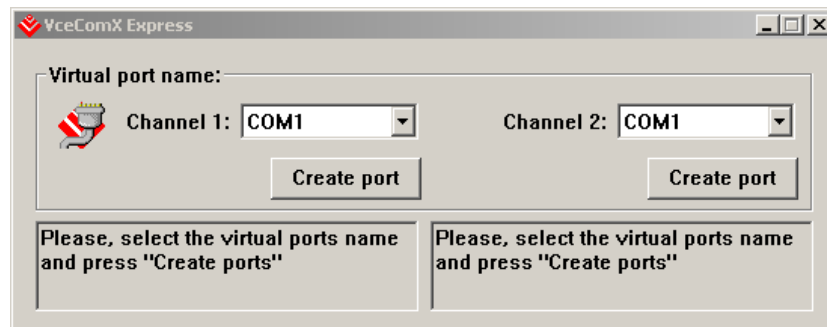 VceComX Express
Virtual port name:
Channel 1: COM1
Channel 2: COM1
Create port
Create port
Please, select the virtual ports name
and press "Create ports"
Please, select the virtual ports name
and press "Create ports"